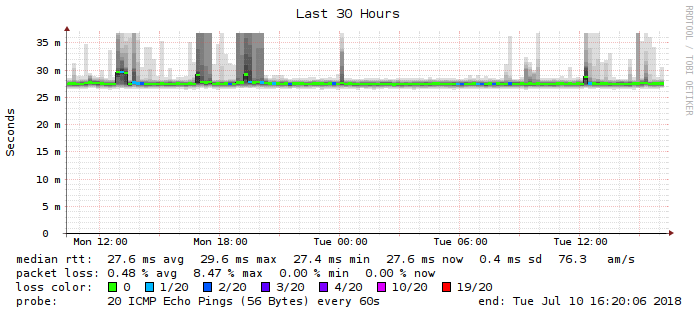 Last 30 Hours
RRDTOOL / TOBI OETIKER
Seconds
35 m
30 m
25 m
20 m
15 m
10 m
5 m
0
Mon 12:00 Mon 18:00 Tue 00:00 Tue 06:00 Tue 12:00
median rtt: 27.6 ms avg 29.6 ms max 27.4 ms min 27.6 ms now 0.4 ms sd 76.3 am/s
packet loss: 0.48 % avg 8.47 % max 0.00 % min 0.00 % now
loss color: 0 1/20 2/20 3/20 4/20 10/20 19/20
probe: 20 ICMP Echo Pings (56 Bytes) every 60s end: Tue Jul 10 16:20:06 2018